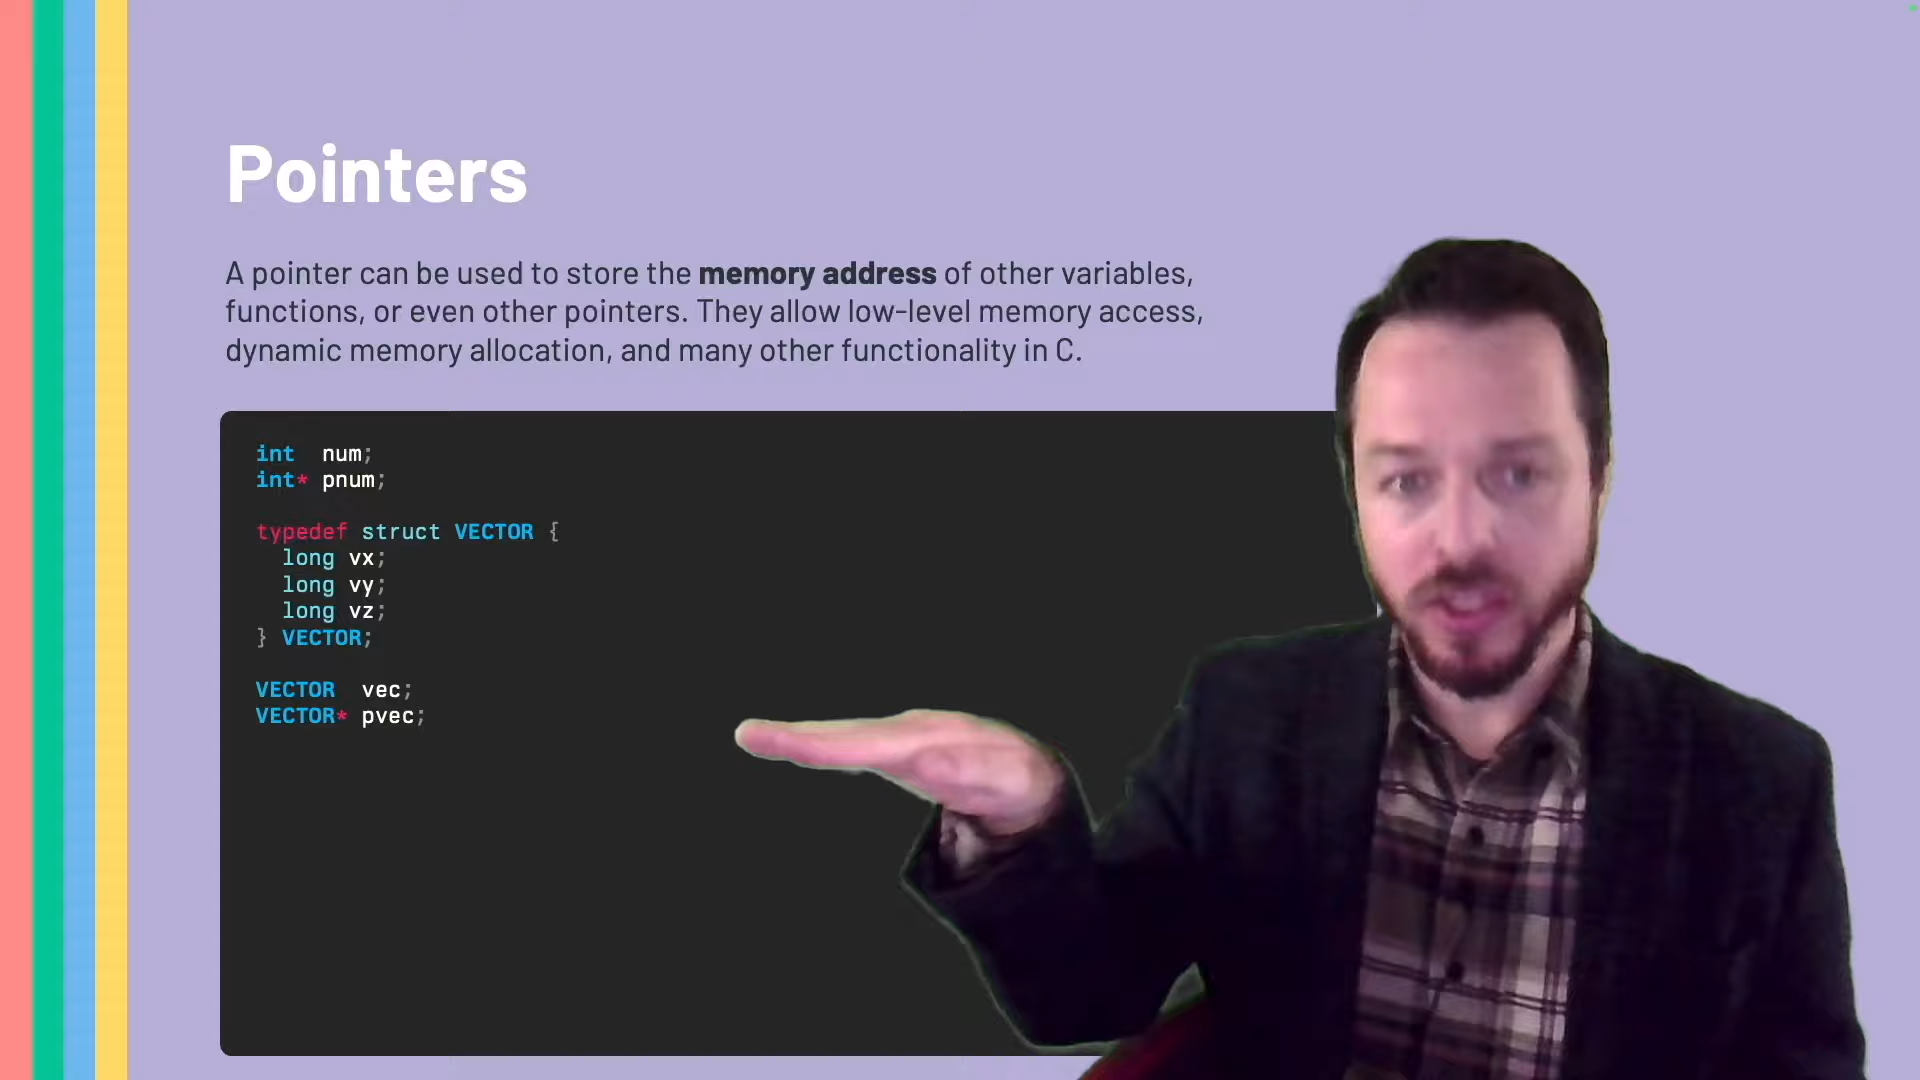 Pointers
A pointer can be used to store the memory address of other variables,
functions, or even other pointers. They allow low-level memory access,
dynamic memory allocation, and many other functionality in C.
int  num;
int* pnum;
typedef struct VECTOR {
  long vx;
  long vy;
  long vz;
} VECTOR;
VECTOR  vec;
VECTOR* pvec;